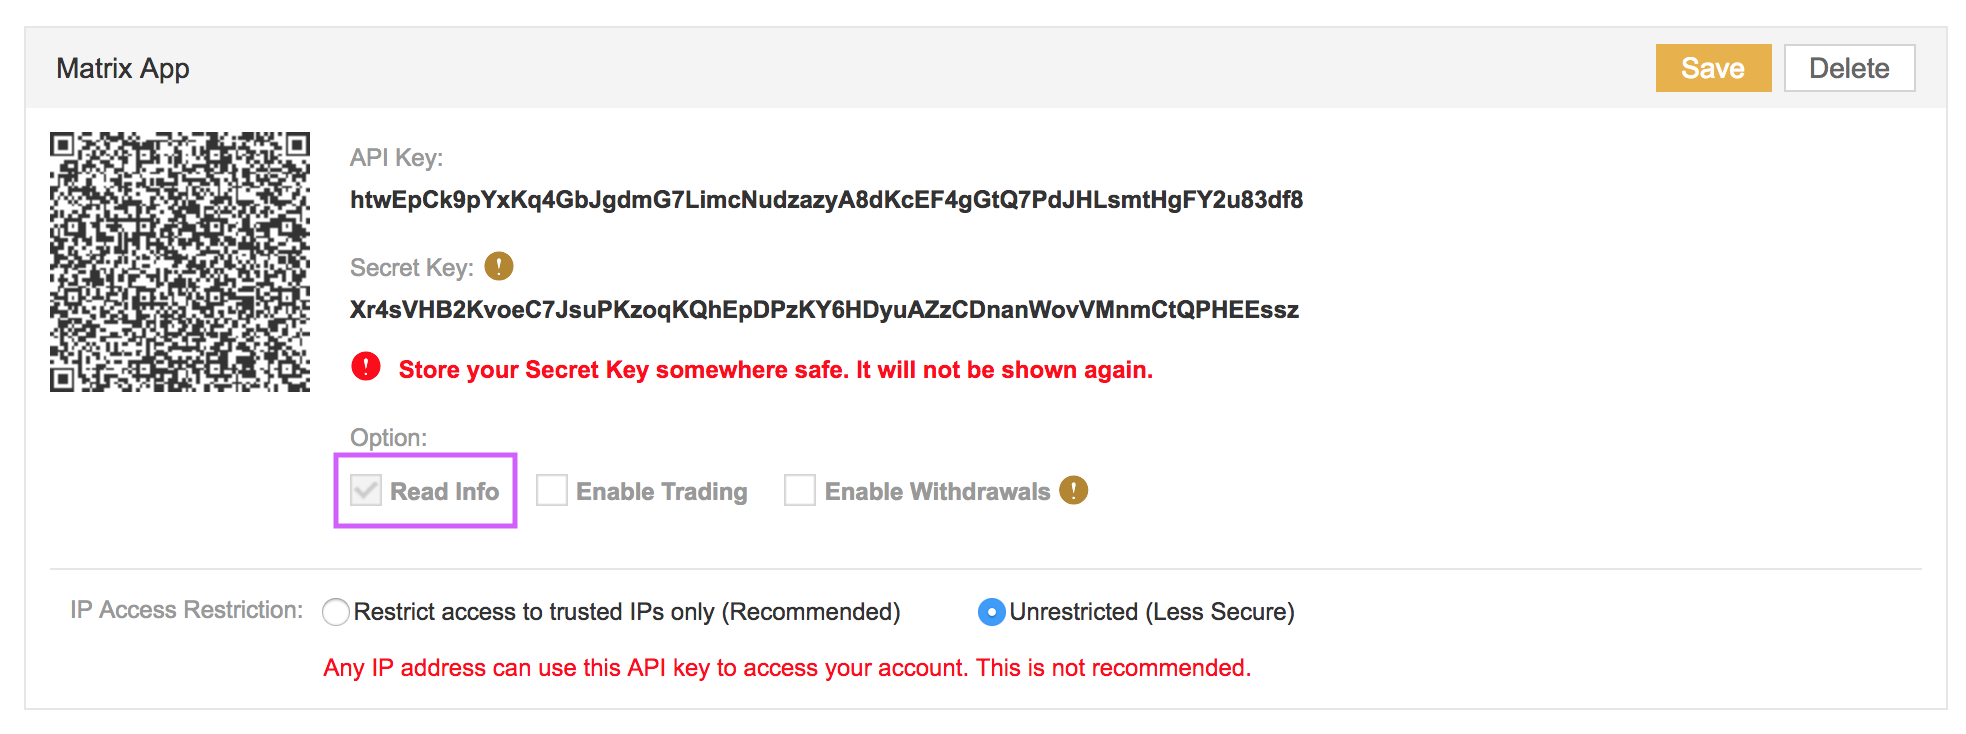 Matrix App
Save
Delete
API Key:
htwEpCk9pYxKq4GbJgdmG7LimcNudzazyA8dKcEF4gGtQ7PdJHLsmtHgFY2u83df8
Secret Key: !
Xr4sVHB2KvoeC7JsuPKzoqKQhEpDPzKY6HDyuAZzCDnanWovVMnmCtQPHEEssz
! Store your Secret Key somewhere safe. It will not be shown again.
Option:
Read Info Enable Trading Enable Withdrawals !
IP Access Restriction: Restrict access to trusted IPs only (Recommended) Unrestricted (Less Secure)
Any IP address can use this API key to access your account. This is not recommended.